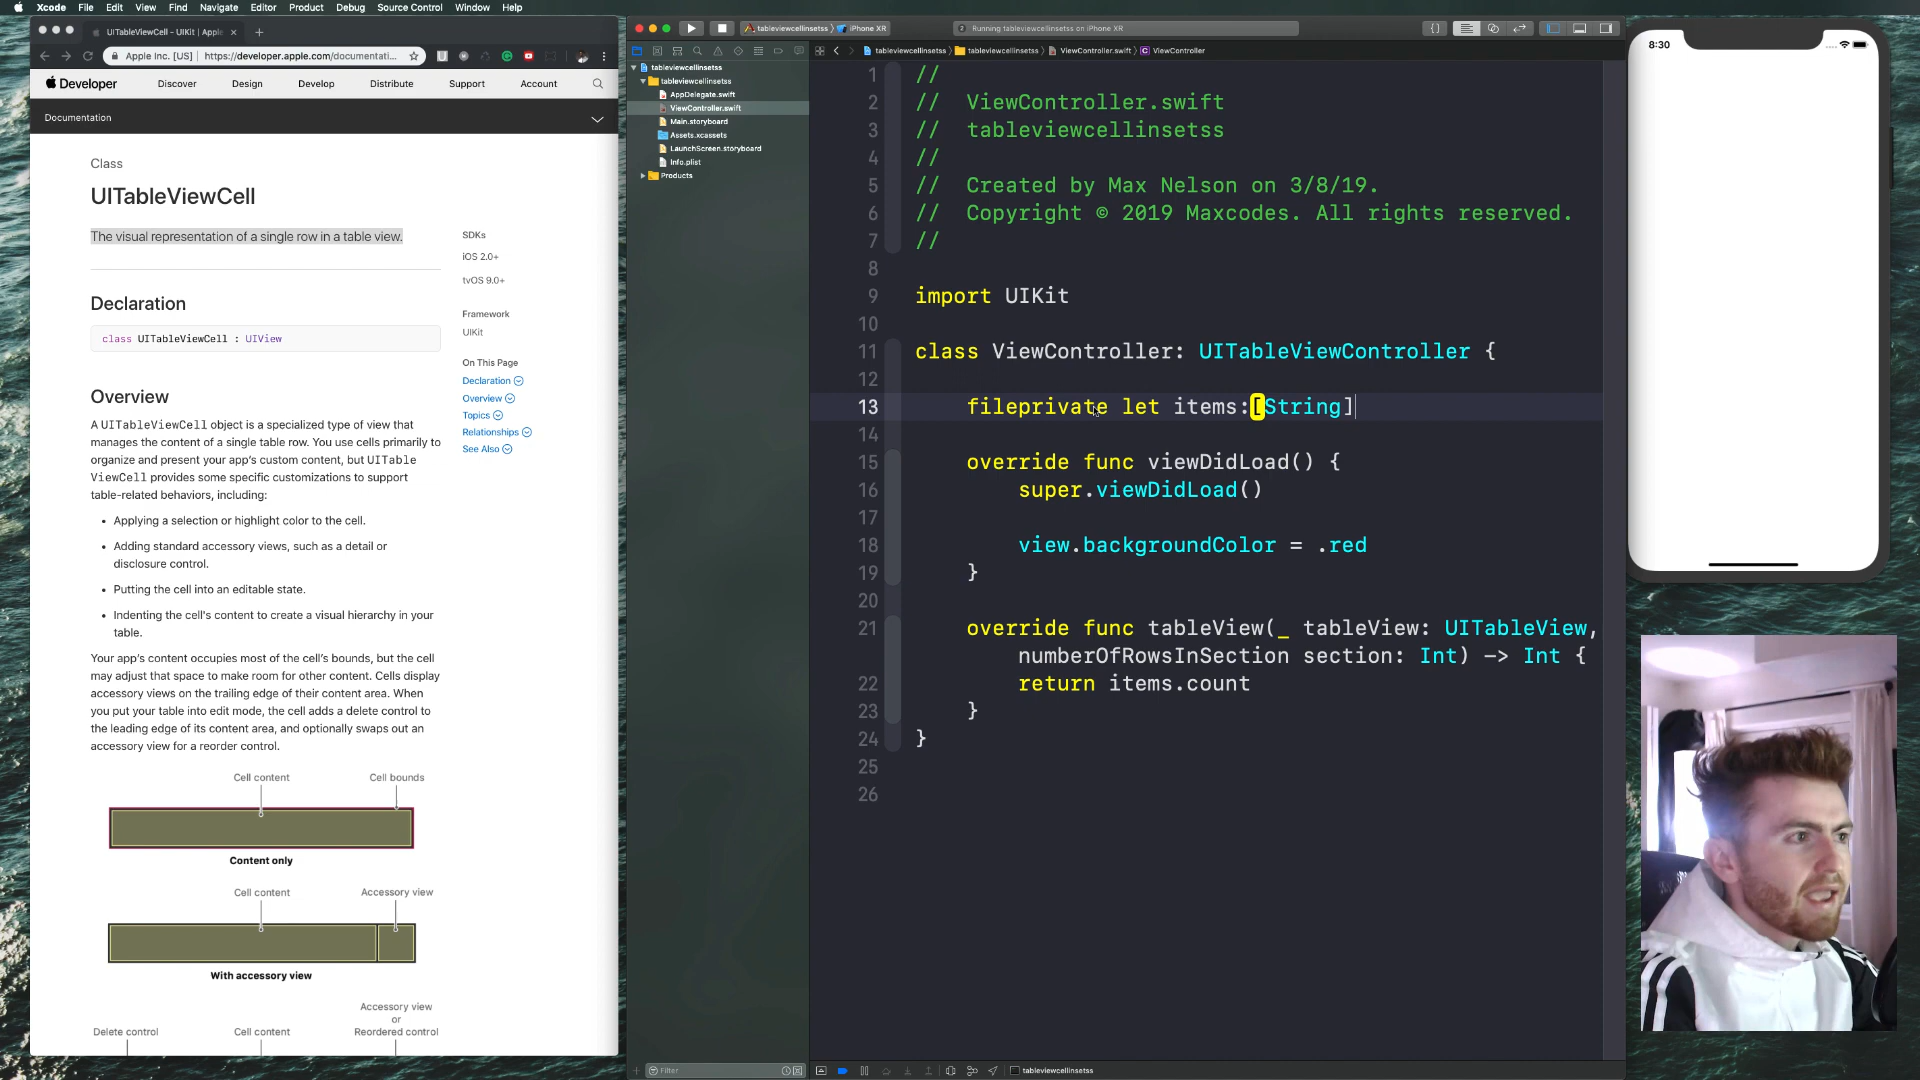 Xcode File Edit View Find Navigate Editor Product Debug Source Control Window Help
UITableViewCell - UIKit | Apple
Apple Inc. [US] | https://developer.apple.com/documentati...
Developer Discover Design Develop Distribute Support Account
Documentation
Class
UITableViewCell
The visual representation of a single row in a table view.
Declaration
class UITableViewCell : UIView
Overview
A UITableViewCell object is a specialized type of view that
manages the content of a single table row. You use cells primarily to
organize and present your app's custom content, but UITable
ViewCell provides some specific customizations to support
table-related behaviors, including:
• Applying a selection or highlight color to the cell.
• Adding standard accessory views, such as a detail or
disclosure control.
• Putting the cell into an editable state.
• Indenting the cell's content to create a visual hierarchy in your
table.
Your app's content occupies most of the cell's bounds, but the cell
may adjust that space to make room for other content. Cells display
accessory views on the trailing edge of their content area. When
you put your table into edit mode, the cell adds a delete control to
the leading edge of its content area, and optionally swaps out an
accessory view for a reorder control.
Cell content Cell bounds
Content only
Cell content Accessory view
With accessory view
Accessory view
or
Delete control Cell content Reordered control
SDKs
iOS 2.0+
tvOS 9.0+
Framework
UIKit
On This Page
Declaration
Overview
Topics
Relationships
See Also
tableviewcellinsetss iPhone XR
Running tableviewcellinsetss on iPhone XR
tableviewcellinsetss
tableviewcellinsetss
AppDelegate.swift
ViewController.swift
Main.storyboard
Assets.xcassets
LaunchScreen.storyboard
Info.plist
Products
Filter
tableviewcellinsetss tableviewcellinsetss ViewController.swift C ViewController
1 //
2 // ViewController.swift
3 // tableviewcellinsetss
4 //
5 // Created by Max Nelson on 3/8/19.
6 // Copyright © 2019 Maxcodes. All rights reserved.
7 //
8
9 import UIKit
10
11 class ViewController: UITableViewController {
12
13 fileprivate let items:[String]
14
15 override func viewDidLoad() {
16 super.viewDidLoad()
17
18 view.backgroundColor = .red
19 }
20
21 override func tableView(_ tableView: UITableView,
numberOfRowsInSection section: Int) -> Int {
22 return items.count
23 }
24 }
25
26
tableviewcellinsetss
8:30